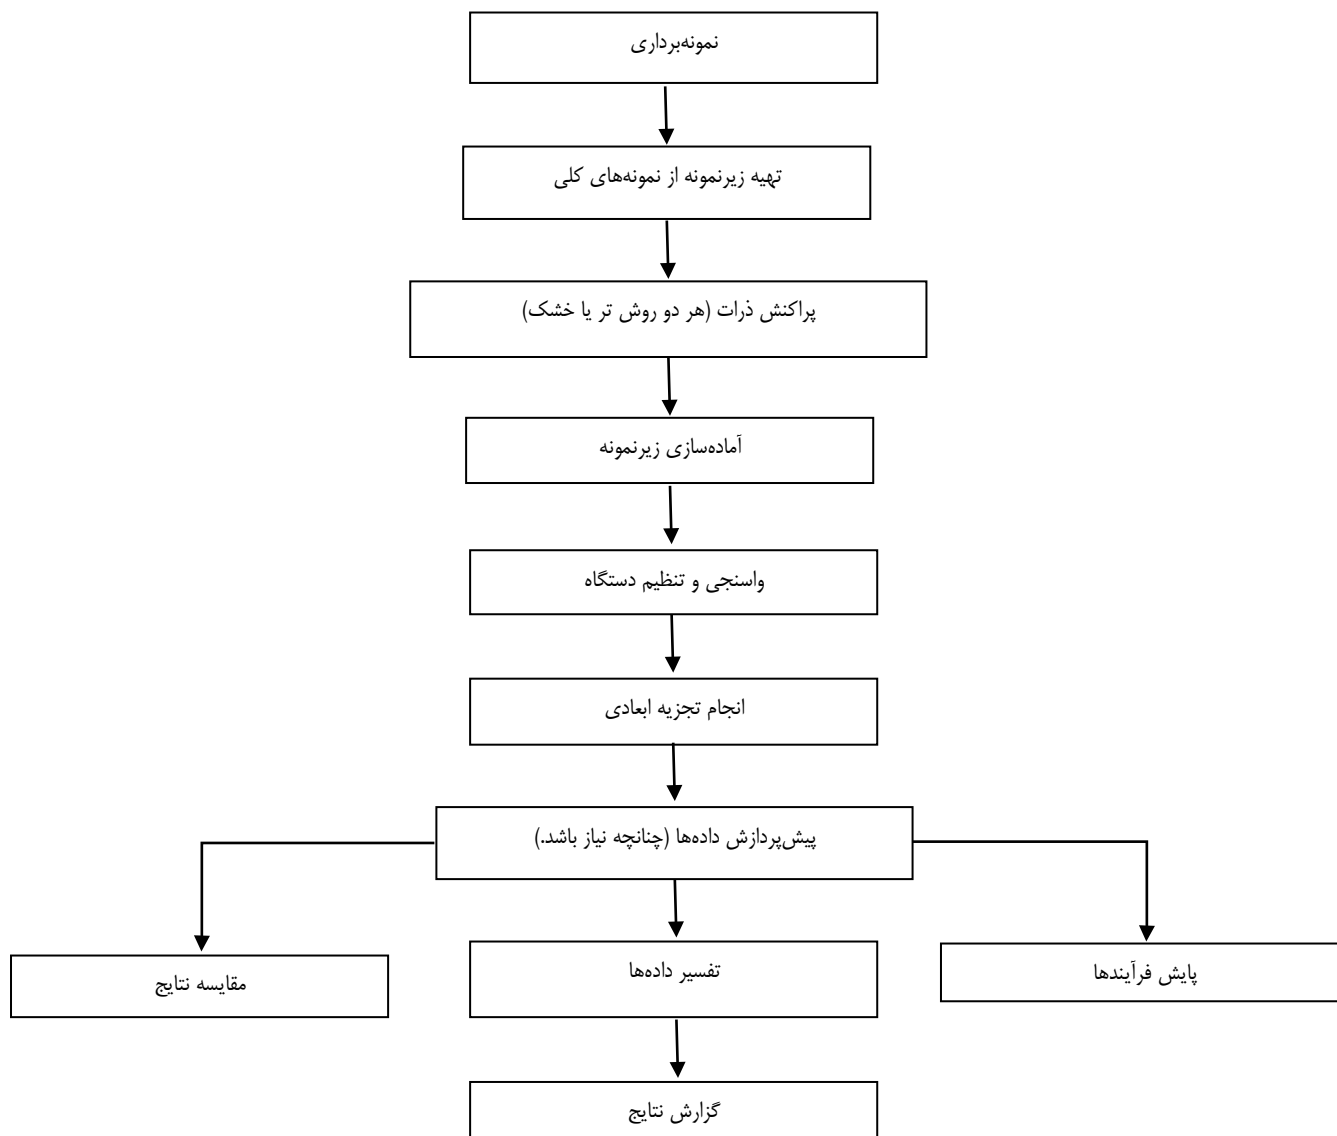 نمونه‌برداری
تهیه زیرنمونه از نمونه‌های کلی
پراکنش ذرات (هر دو روش تر یا خشک)
آماده‌سازی زیرنمونه
واسنجی و تنظیم دستگاه
انجام تجزیه ابعادی
پیش‌پردازش داده‌ها (چنانچه نیاز باشد.)
پایش فرآیندها
تفسیر داده‌ها
مقایسه نتایج
گزارش نتایج